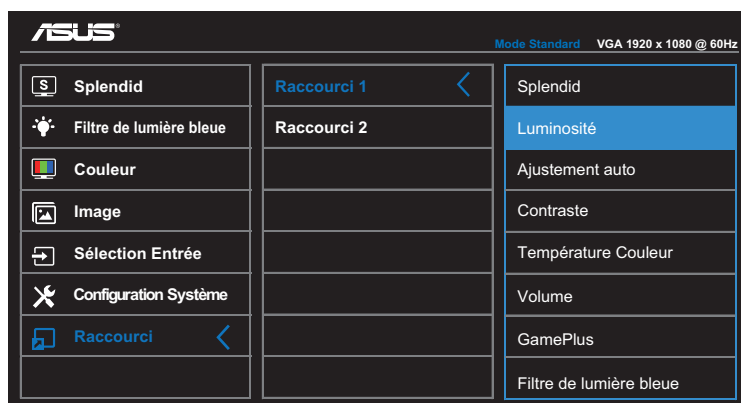 ASUS
Mode Standard VGA 1920 x 1080 @ 60Hz
S Splendid
Filtre de lumière bleue
Couleur
Image
Sélection Entrée
Configuration Système
Raccourci
Raccourci 1
Raccourci 2
Splendid
Luminosité
Ajustement auto
Contraste
Température Couleur
Volume
GamePlus
Filtre de lumière bleue